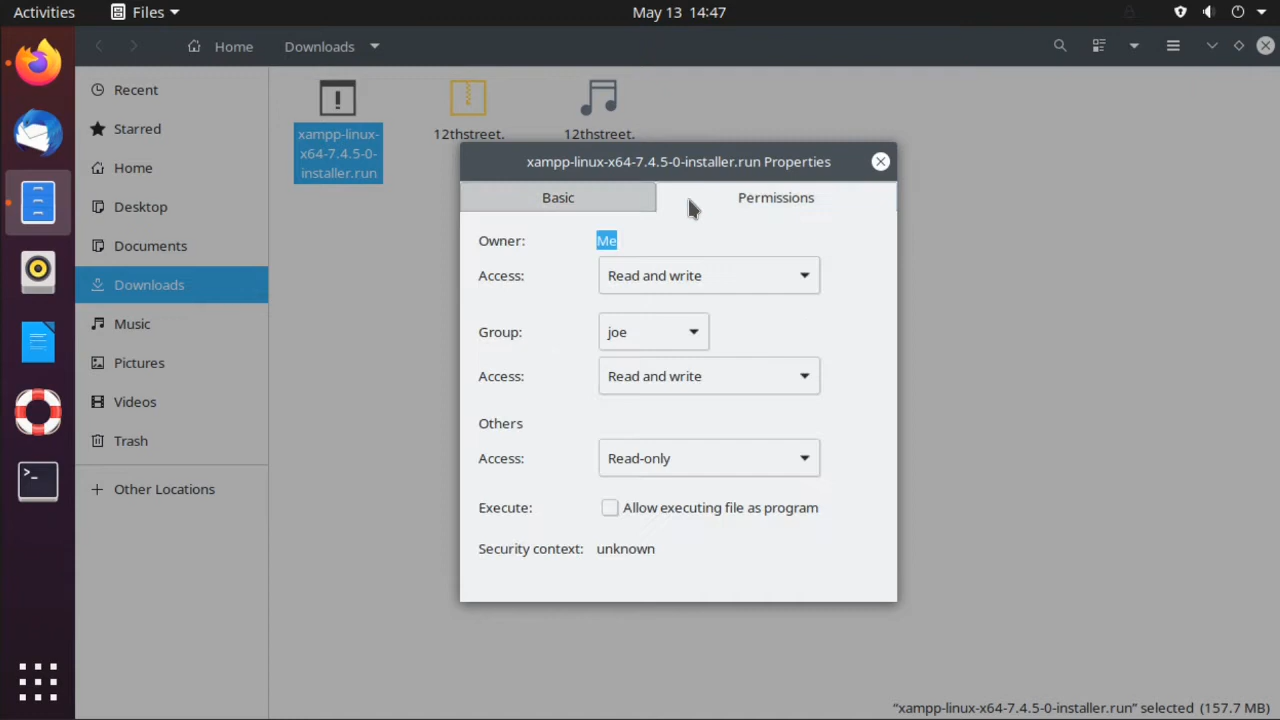 Activities Files May 13 14:47
Home Downloads
Recent
Starred
Home
Desktop
Documents
Downloads
Music
Pictures
Videos
Trash
Other Locations
xampp-linux-
x64-7.4.5-0-
installer.run
12thstreet.
12thstreet.
xampp-linux-x64-7.4.5-0-installer.run Properties
Basic Permissions
Owner: Me
Access: Read and write
Group: joe
Access: Read and write
Others
Access: Read-only
Execute: Allow executing file as program
Security context: unknown
"xampp-linux-x64-7.4.5-0-installer.run" selected (157.7 MB)